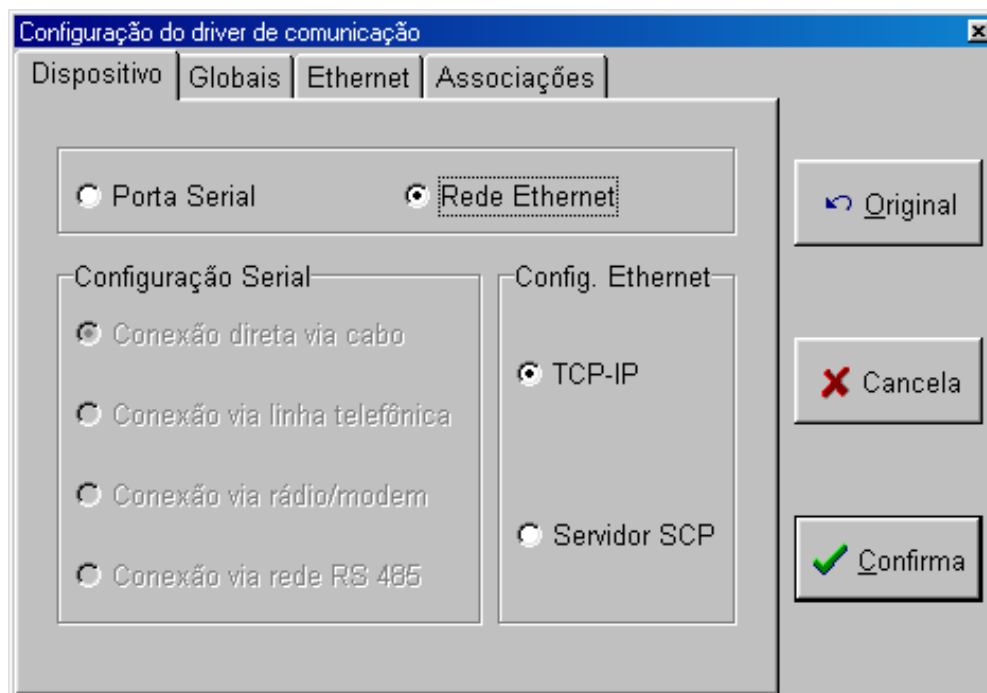 Configuração do driver de comunicação
Dispositivo Globais Ethernet Associações
Porta Serial Rede Ethernet
Original
Configuração Serial
Conexão direta via cabo
Conexão via linha telefônica
Conexão via rádio/modem
Conexão via rede RS 485
Config. Ethernet
TCP-IP
Servidor SCP
Cancela
Confirma